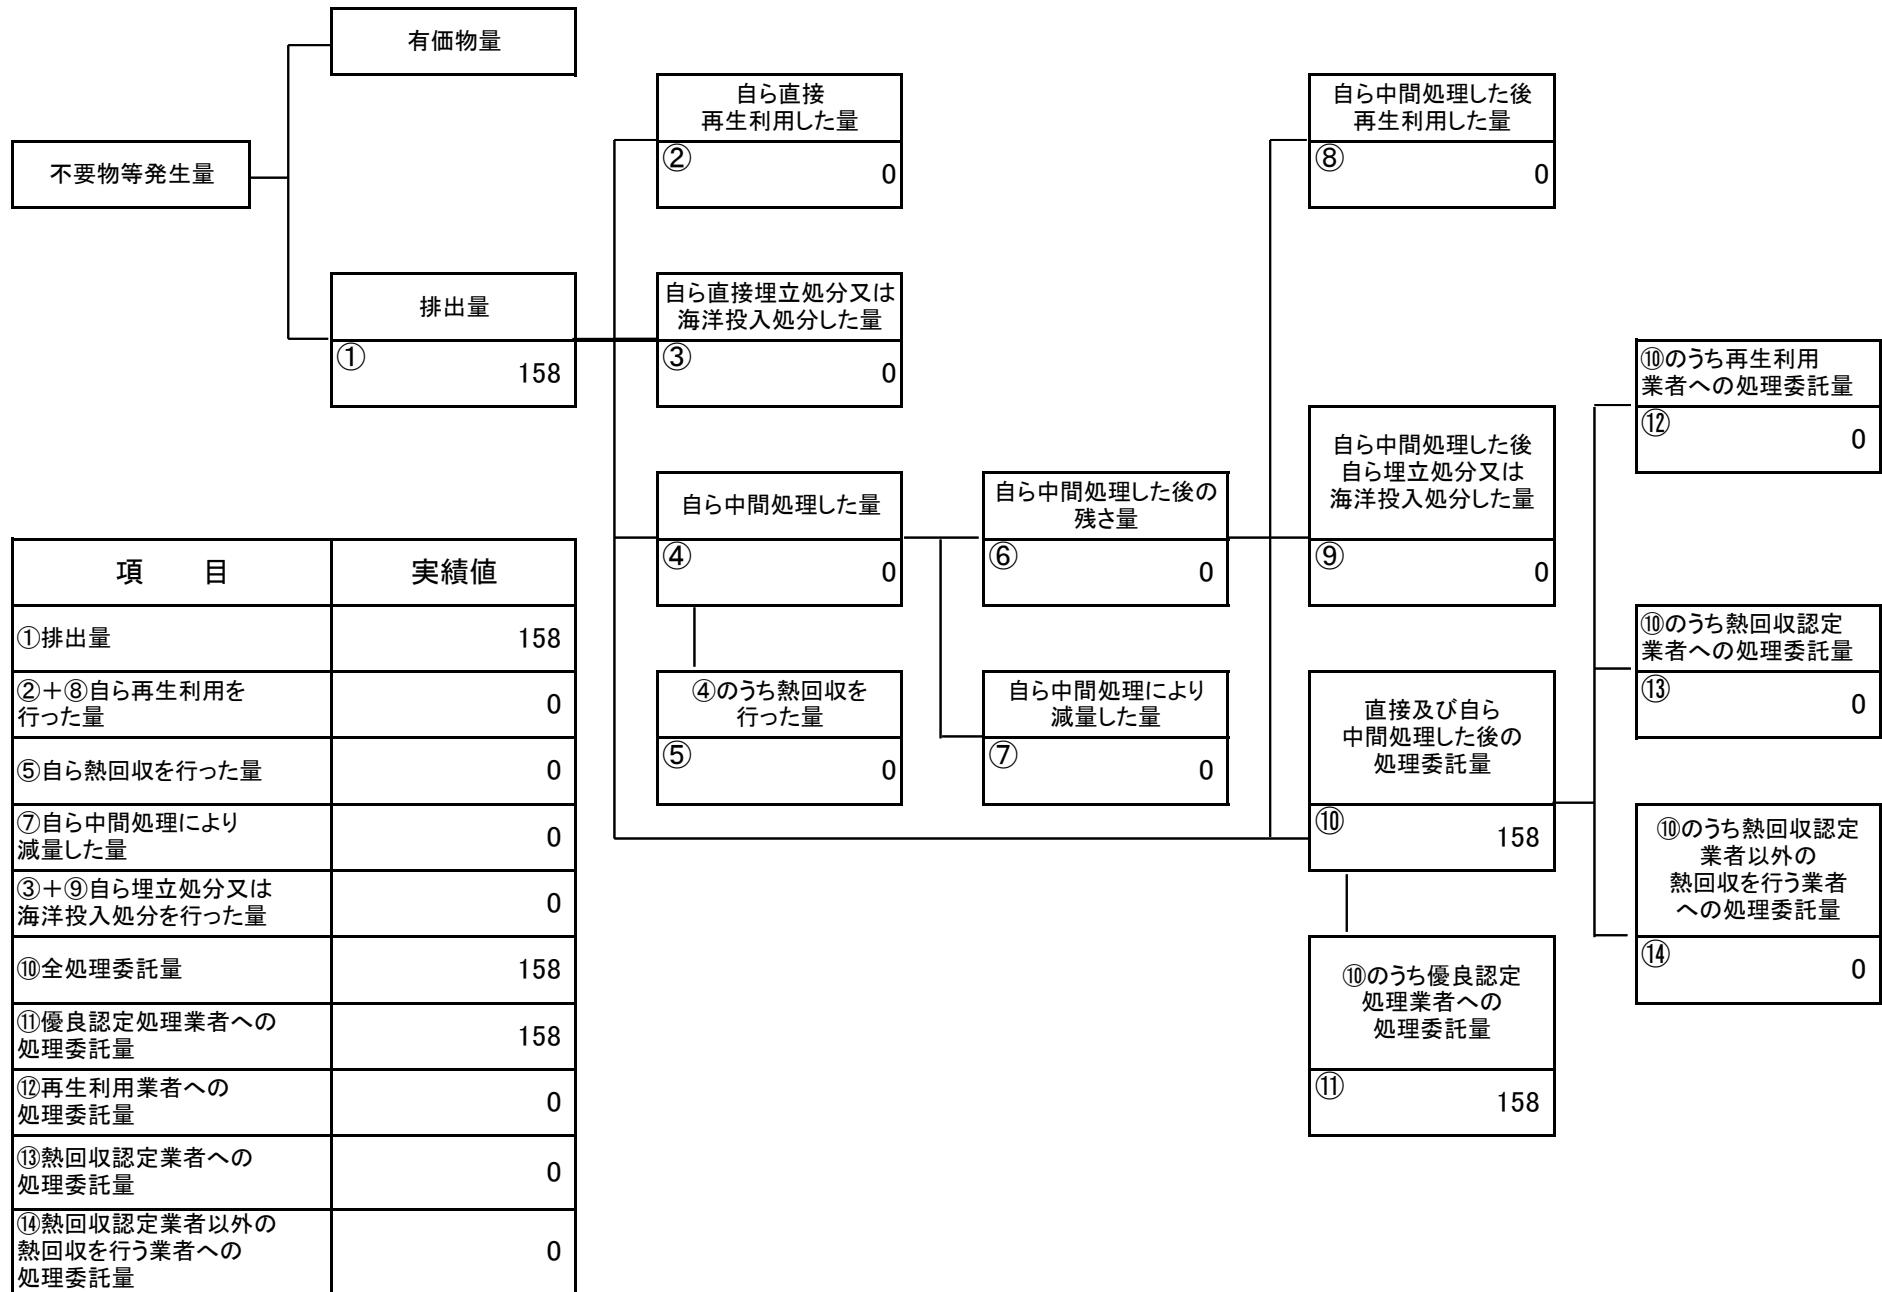 有価物量
不要物等発生量
排出量
①
158
自ら直接
再生利用した量
②
0
自ら直接埋立処分又は
海洋投入処分した量
③
0
自ら中間処理した量
④
0
④のうち熱回収を
行った量
⑤
0
自ら中間処理した後の
残さ量
⑥
0
自ら中間処理により
減量した量
⑦
0
自ら中間処理した後
再生利用した量
⑧
0
自ら中間処理した後
自ら埋立処分又は
海洋投入処分した量
⑨
0
直接及び自ら
中間処理した後の
処理委託量
⑩
158
⑩のうち優良認定
処理業者への
処理委託量
⑪
158
⑩のうち再生利用
業者への処理委託量
⑫
0
⑩のうち熱回収認定
業者への処理委託量
⑬
0
⑩のうち熱回収認定
業者以外の
熱回収を行う業者
への処理委託量
⑭
0
項　目 実績値
①排出量 158
②+⑧自ら再生利用を
行った量 0
⑤自ら熱回収を行った量 0
⑦自ら中間処理により
減量した量 0
③+⑨自ら埋立処分又は
海洋投入処分を行った量 0
⑩全処理委託量 158
⑪優良認定処理業者への
処理委託量 158
⑫再生利用業者への
処理委託量 0
⑬熱回収認定業者への
処理委託量 0
⑭熱回収認定業者以外の
熱回収を行う業者への 0
処理委託量